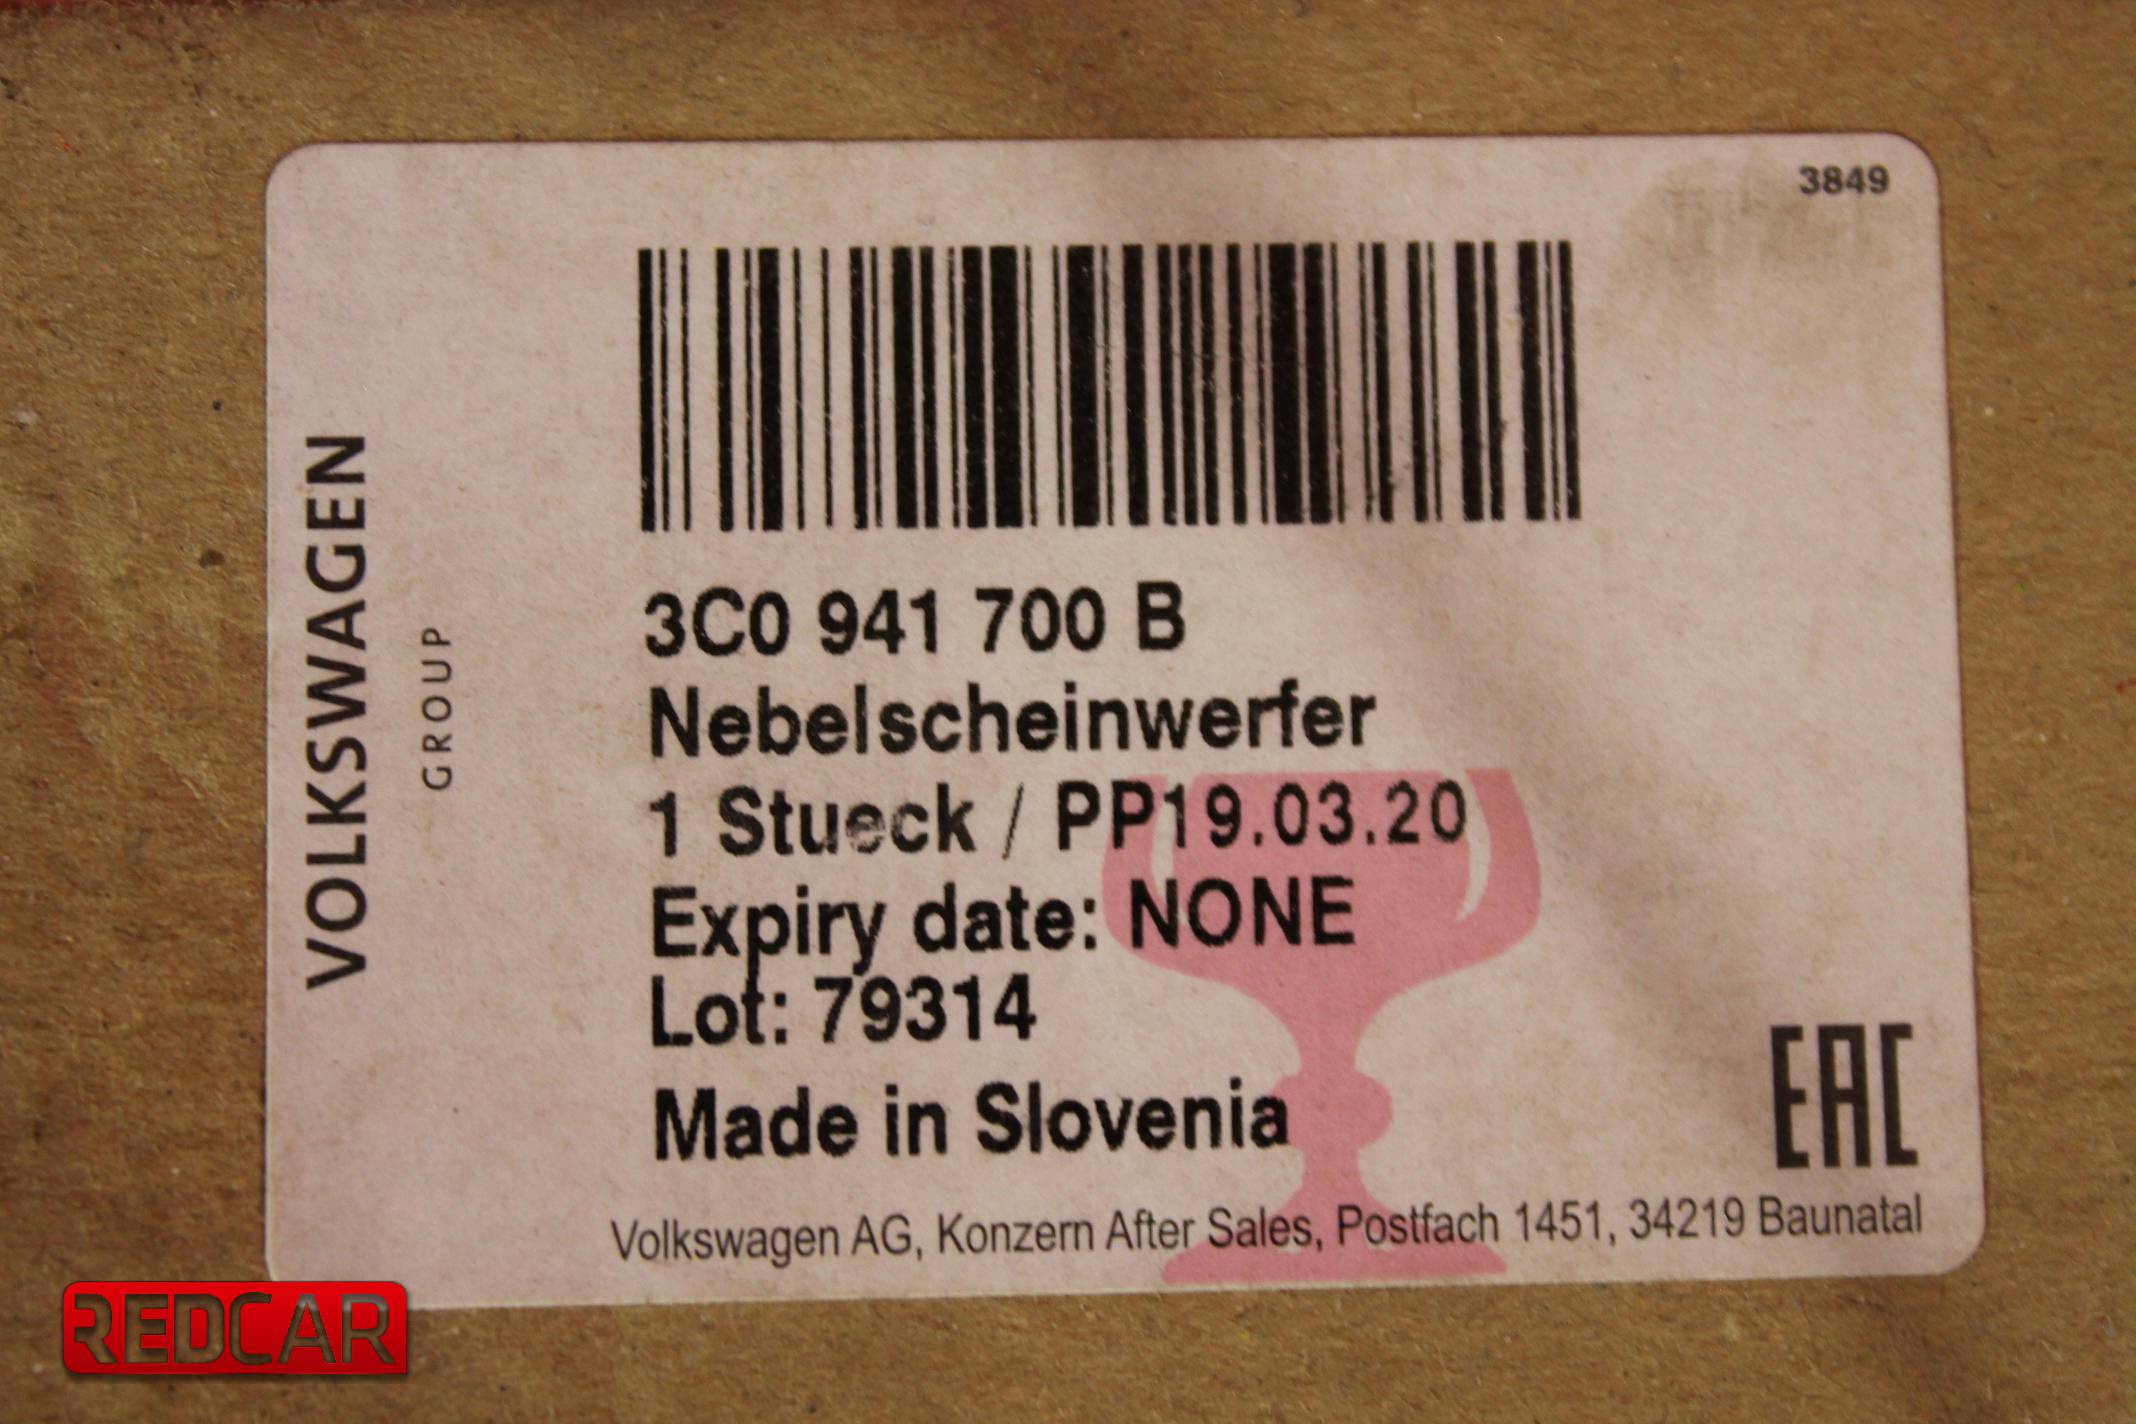 3849
VOLKSWAGEN
GROUP
3C0 941 700 B
Nebelscheinwerfer
1 Stueck / PP19.03.20
Expiry date: NONE
Lot: 79314
Made in Slovenia
EAC
Volkswagen AG, Konzern After Sales, Postfach 1451, 34219 Baunatal
REDCAR